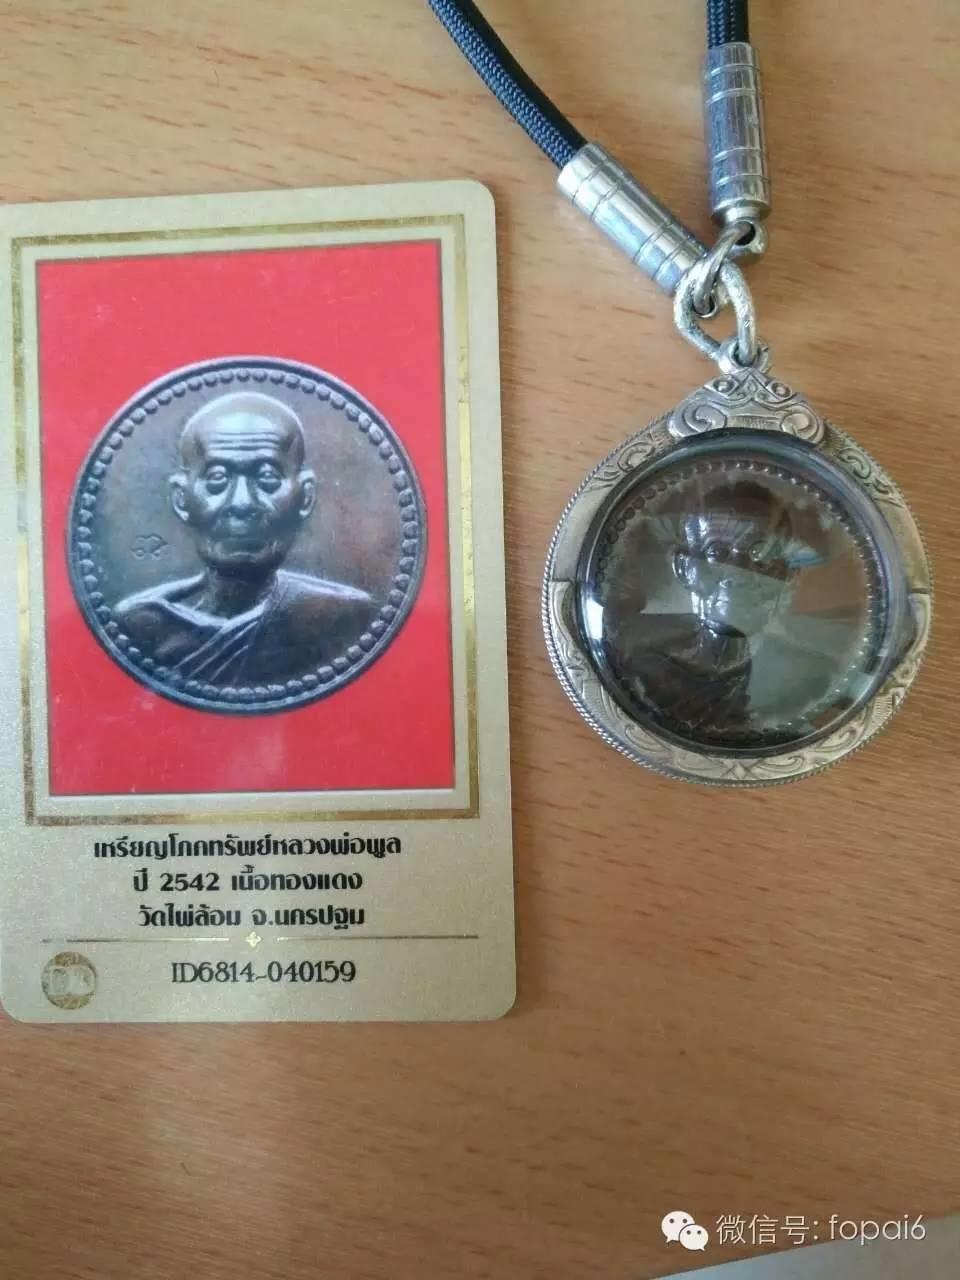 เหรียญโภคทรัพย์หลวงพ่อพูล
ปี 2542 เนื้อทองแดง
วัดไผ่ล้อม จ.นครปฐม
ID6814-040159
微信号: fopai6